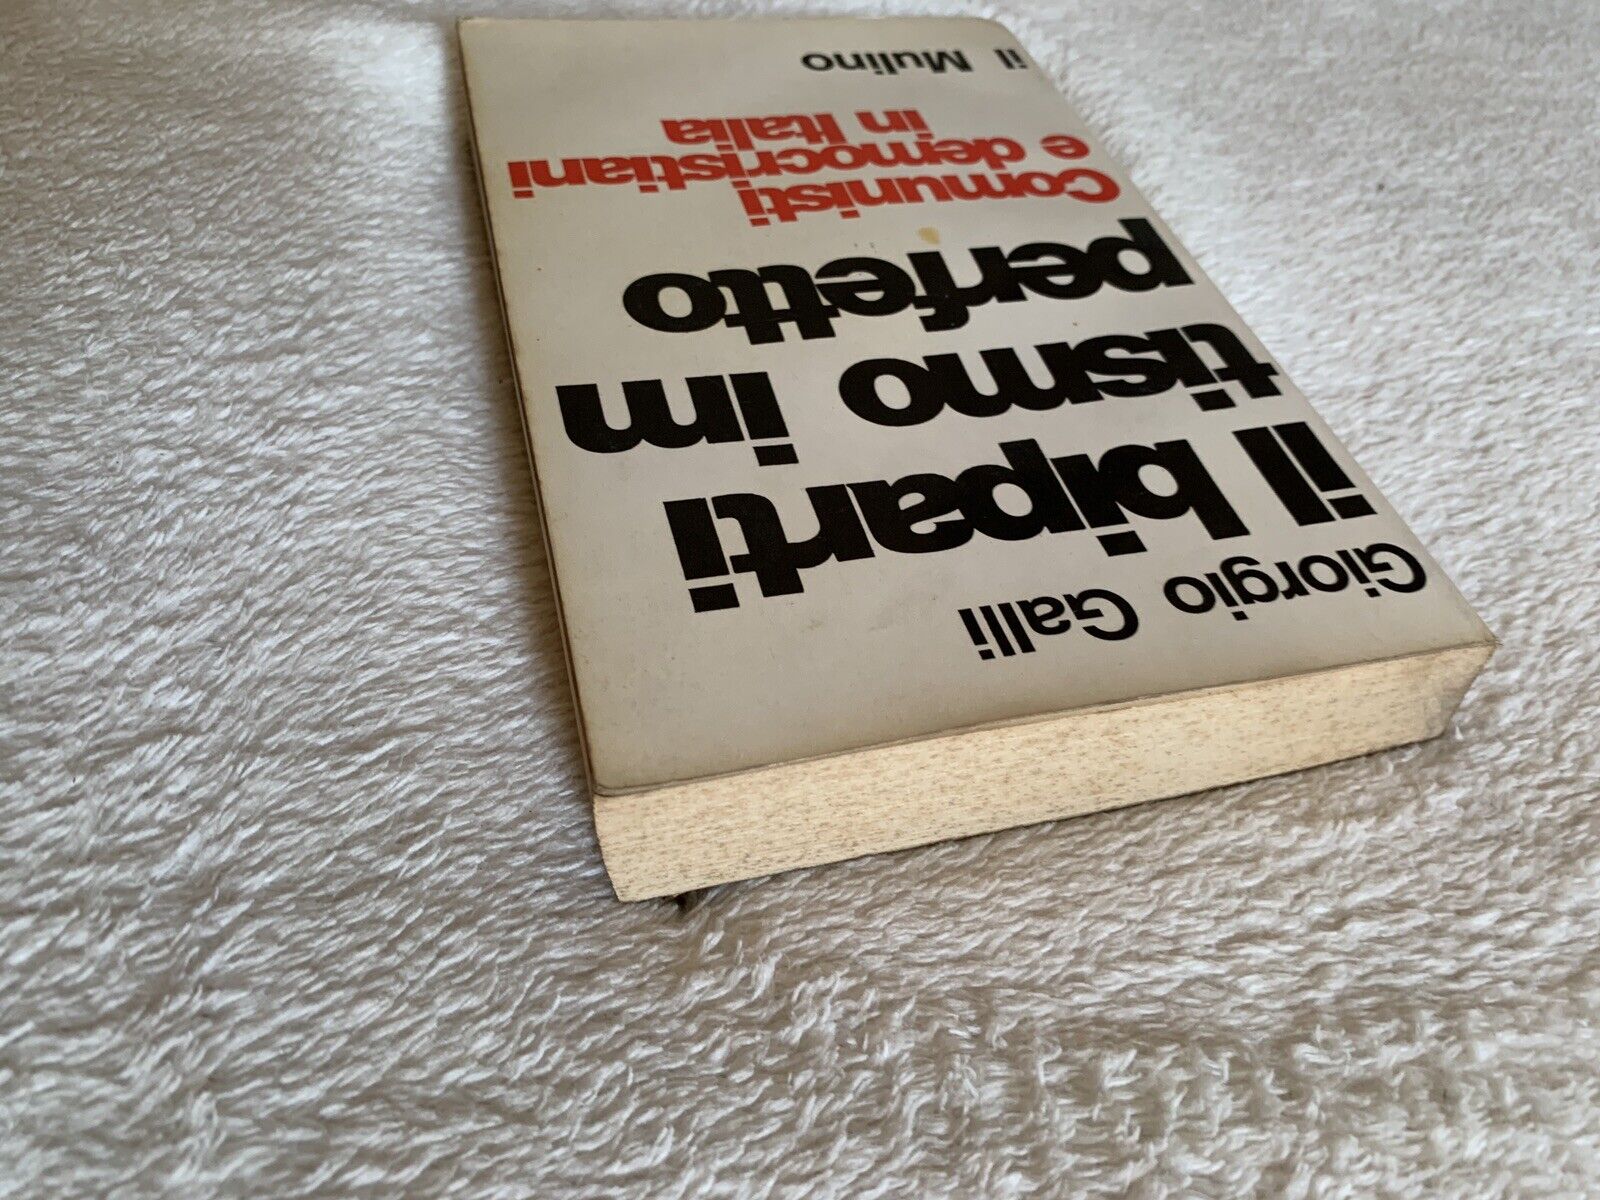 Giorgio Galli
il biparti
tismo im
perfetto
Comunisti
e democristiani
in Italia
il Mulino